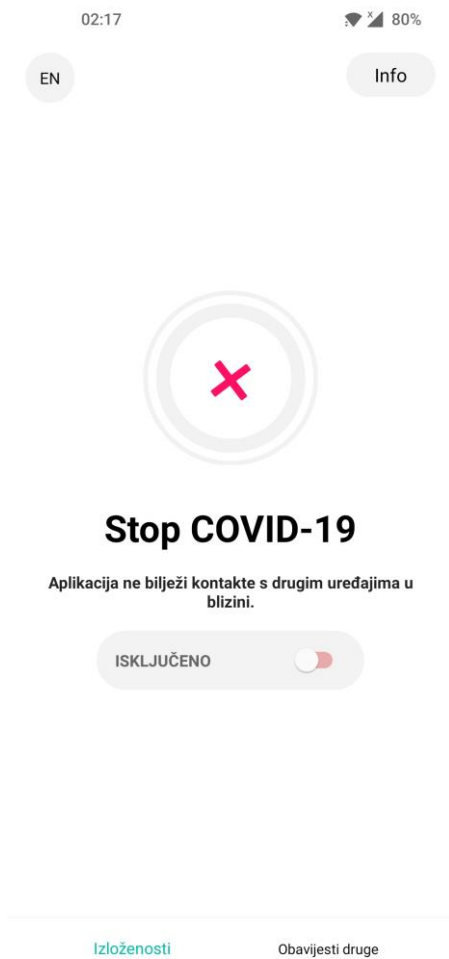 02:17 80%
EN Info
Stop COVID-19
Aplikacija ne bilježi kontakte s drugim uređajima u
blizini.
ISKLJUČENO
Izloženosti Obavijesti druge